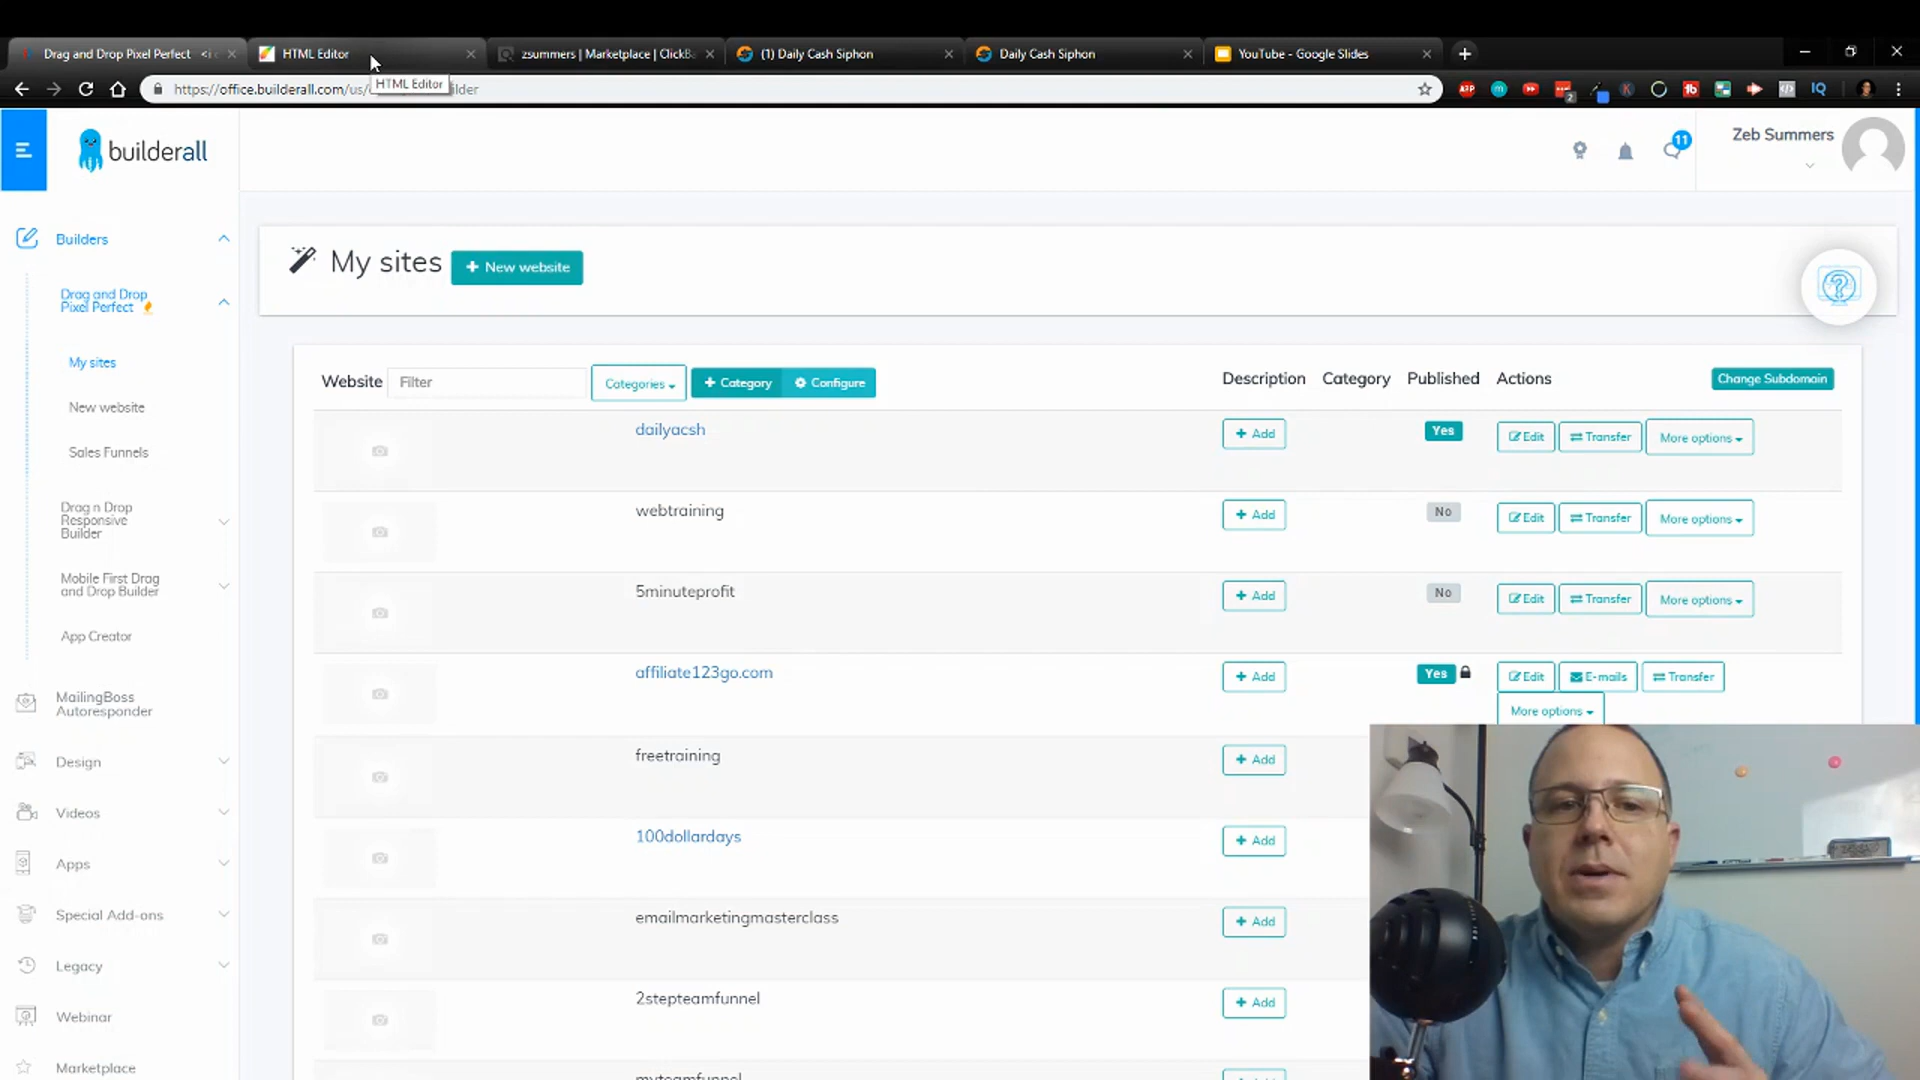 Drag and Drop Pixel Perfect <i c
HTML Editor
zsummers | Marketplace | ClickBa
(1) Daily Cash Siphon
Daily Cash Siphon
YouTube - Google Slides
https://office.builderall.com/us/
HTML Editor
ilder
builderall
11
Zeb Summers
Builders
Drag and Drop
Pixel Perfect
My sites
New website
Sales Funnels
Drag n Drop
Responsive
Builder
Mobile First Drag
and Drop Builder
App Creator
MailingBoss
Autoresponder
Design
Videos
Apps
Special Add-ons
Legacy
Webinar
Marketplace
My sites
+ New website
Website
Filter
Categories
+ Category
Configure
Description
Category
Published
Actions
Change Subdomain
dailyacsh
+ Add
Yes
Edit
Transfer
More options
webtraining
+ Add
No
Edit
Transfer
More options
5minuteprofit
+ Add
No
Edit
Transfer
More options
affiliate123go.com
+ Add
Yes
Edit
E-mails
Transfer
More options
freetraining
+ Add
100dollardays
+ Add
emailmarketingmasterclass
+ Add
2stepteamfunnel
+ Add
myteamfunnel